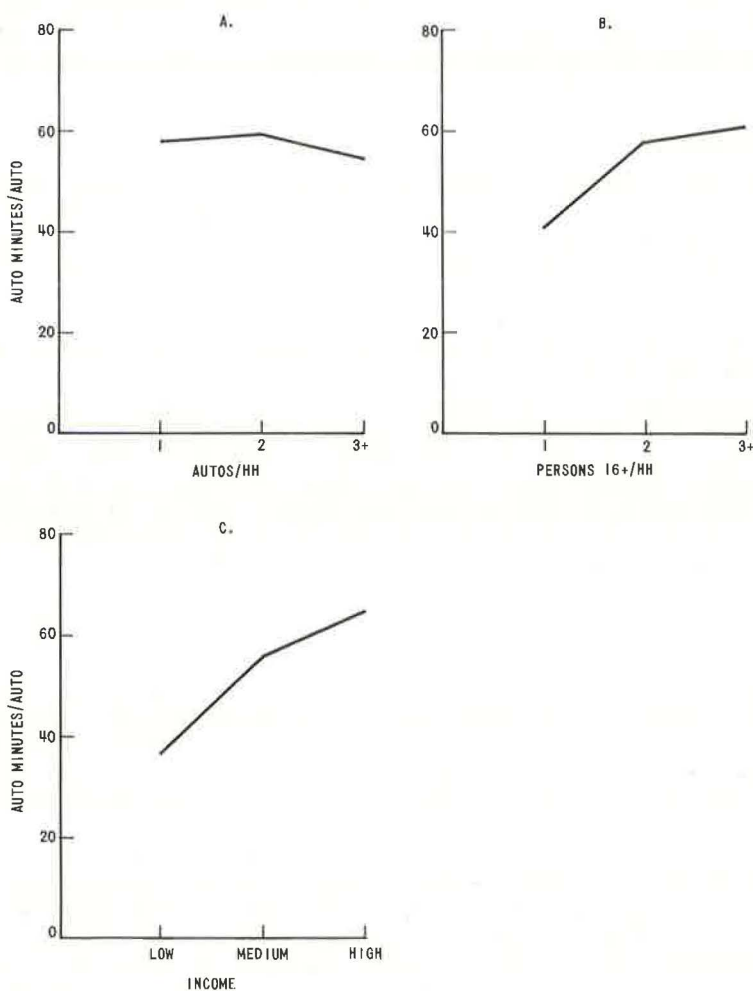 A.
80
60
40
20
0
AUTO MINUTES/AUTO
1 2 3+
AUTOS/HH
B.
80
60
40
20
0
1 2 3+
PERSONS 16+/HH
C.
80
60
40
20
0
AUTO MINUTES/AUTO
LOW MEDIUM HIGH
INCOME